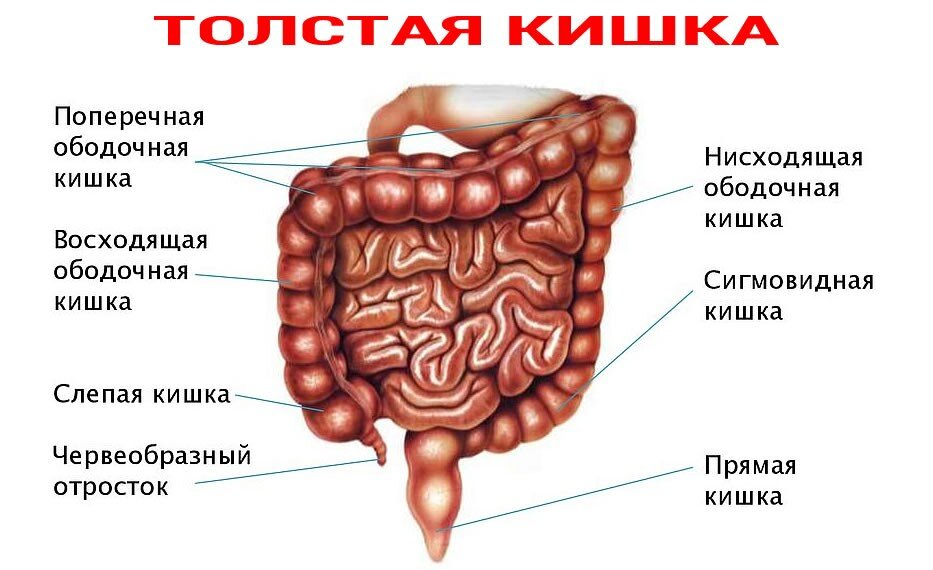 ТОЛСТАЯ КИШКА
Поперечная
ободочная
кишка
Восходящая
ободочная
кишка
Слепая кишка
Червеобразный
отросток
Нисходящая
ободочная
кишка
Сигмовидная
кишка
Прямая
кишка